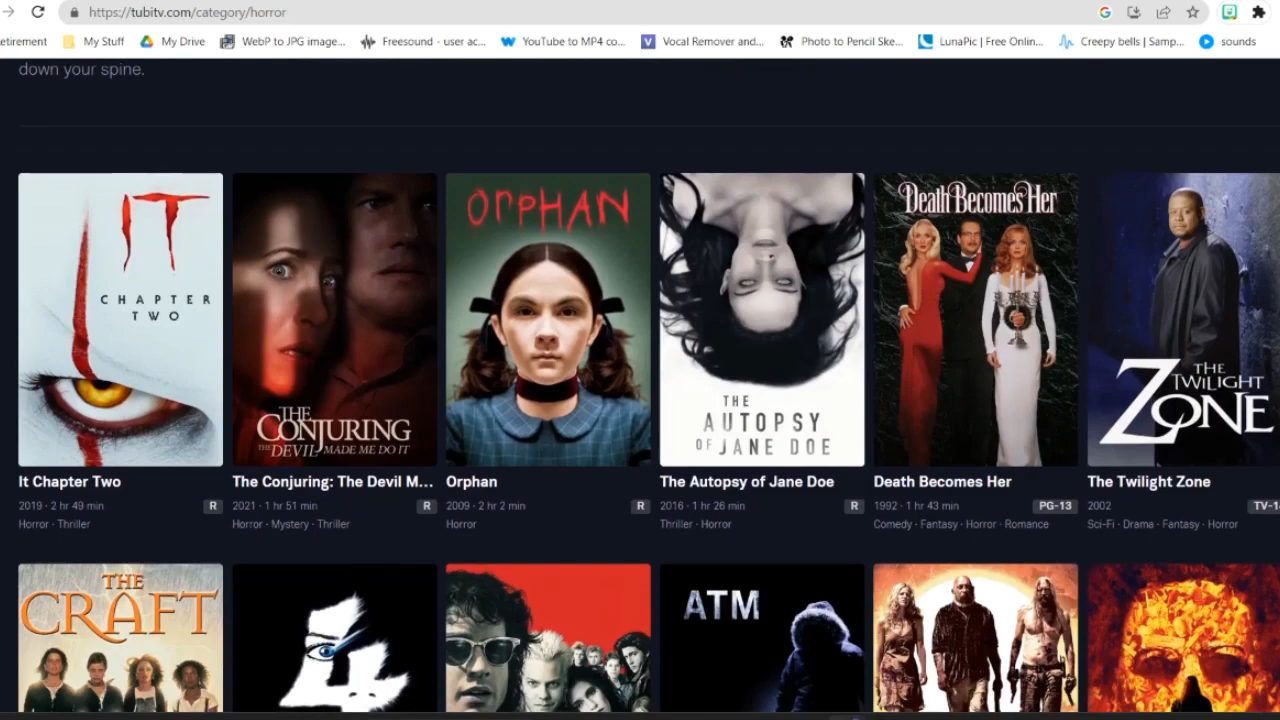 https://tubitv.com/category/horror
etirement
My Stuff
My Drive
WebP to JPG image...
Freesound - user ac...
YouTube to MP4 co...
V
Vocal Remover and...
Photo to Pencil Ske...
LunaPic | Free Onlin...
Creepy bells | Samp...
sounds
down your spine.
IT
CHAPTER
TWO
THE
CONJURING
THE DEVIL MADE ME DO IT
OrPHAN
THE
AUTOPSY
OF JANE DOE
Death Becomes Her
THE
TWILIGHT
ZONE
It Chapter Two
The Conjuring: The Devil M...
Orphan
The Autopsy of Jane Doe
Death Becomes Her
The Twilight Zone
2019 · 2 hr 49 min
R
2021 · 1 hr 51 min
R
2009 · 2 hr 2 min
R
2016 · 1 hr 26 min
R
1992 · 1 hr 43 min
PG-13
2002
TV-1
Horror · Thriller
Horror · Mystery · Thriller
Horror
Thriller · Horror
Comedy · Fantasy · Horror · Romance
Sci-Fi · Drama · Fantasy · Horror
THE
CRAFT
ATM